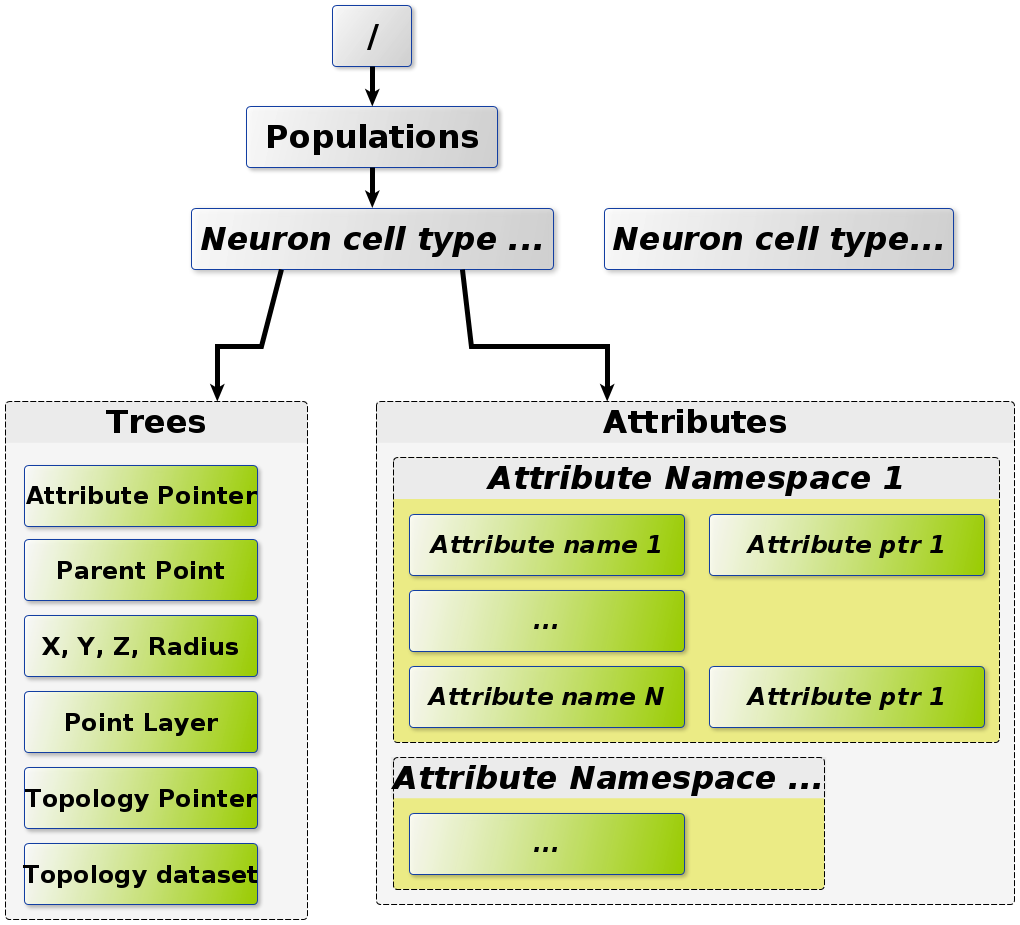 /
Populations
Neuron cell type ...
Neuron cell type...
Trees
Attribute Pointer
Parent Point
X, Y, Z, Radius
Point Layer
Topology Pointer
Topology dataset
Attributes
Attribute Namespace 1
Attribute name 1
Attribute ptr 1
...
Attribute name N
Attribute ptr 1
Attribute Namespace ...
...